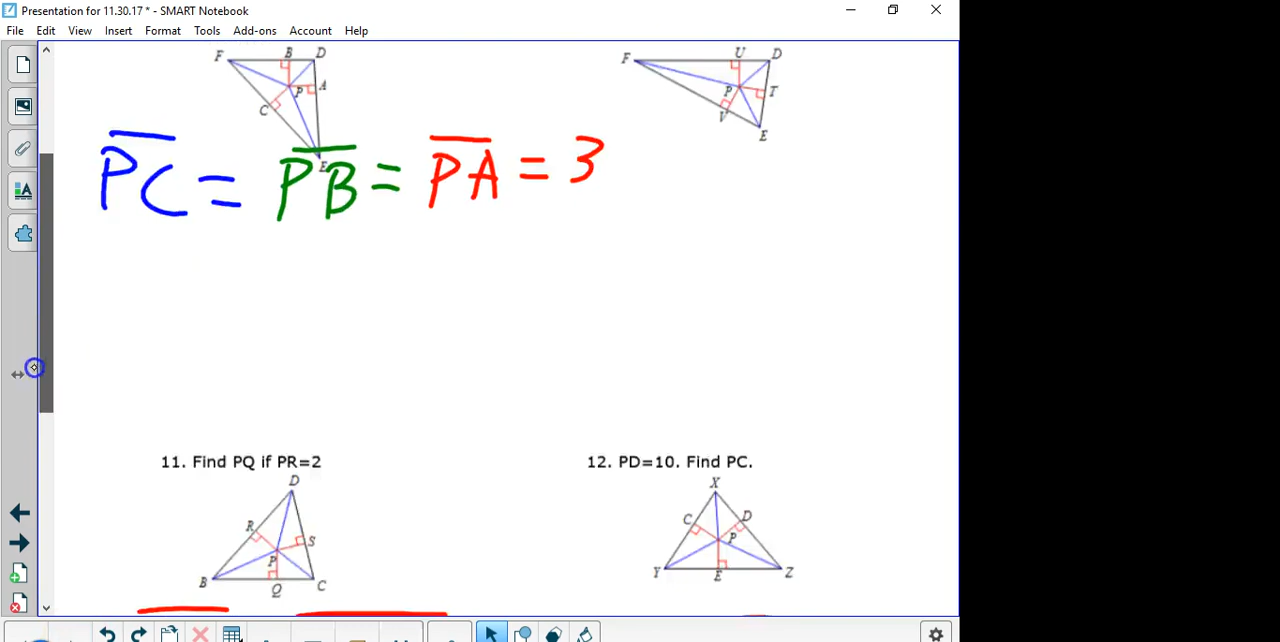 Presentation for 11.30.17 * - SMART Notebook
File Edit View Insert Format Tools Add-ons Account Help
F B D
P A
C
E
F U D
P T
V
E
PC = PB = PA = 3
11. Find PQ if PR=2
12. PD=10. Find PC.
D
R
S
P
B Q C
X
C D
P
Y E Z